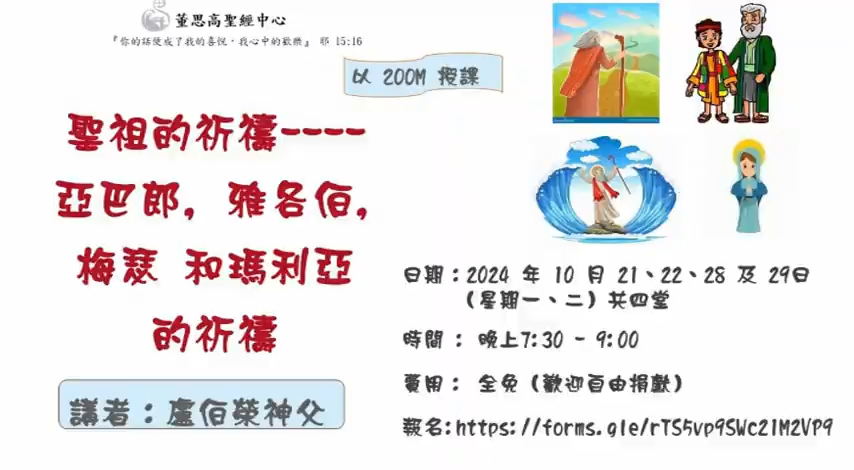 董思高聖經中心
『你的話便成了我的喜悅，我心中的歡樂』 耶 15:16
以 ZOOM 授課
聖祖的祈禱----
亞巴郎, 雅各伯,
梅瑟 和瑪利亞
的祈禱
講者：盧伯榮神父
日期：2024 年 10 月 21、22、28 及 29日
（星期一、二）共四堂
時間： 晚上7:30 - 9:00
費用： 全免（歡迎自由捐獻）
報名:https://forms.gle/rTS5vp9SWc21M2VP9